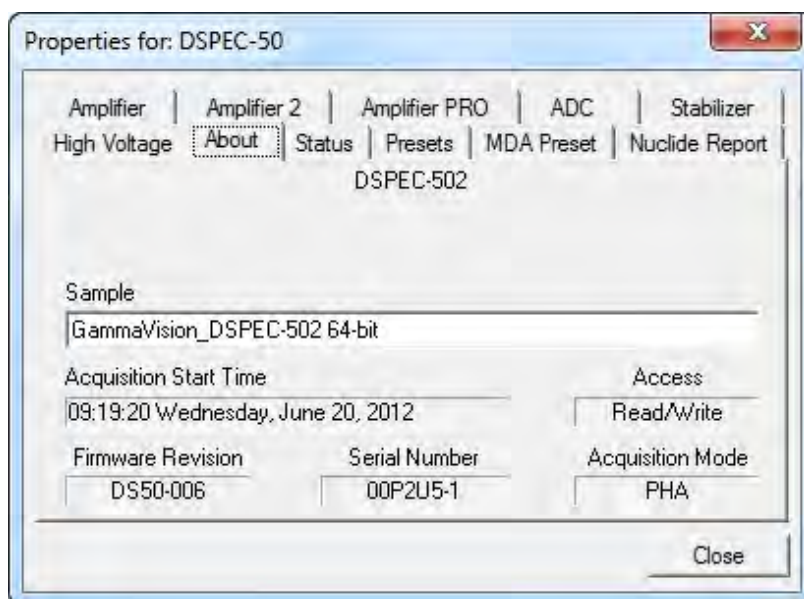 Properties for: DSPEC-50
Amplifier Amplifier 2 Amplifier PRO ADC Stabilizer
High Voltage About Status Presets MDA Preset Nuclide Report
DSPEC-502
Sample
GammaVision_DSPEC-502 64-bit
Acquisition Start Time Access
09:19:20 Wednesday, June 20, 2012 Read/Write
Firmware Revision Serial Number Acquisition Mode
DS50-006 00P2U5-1 PHA
Close